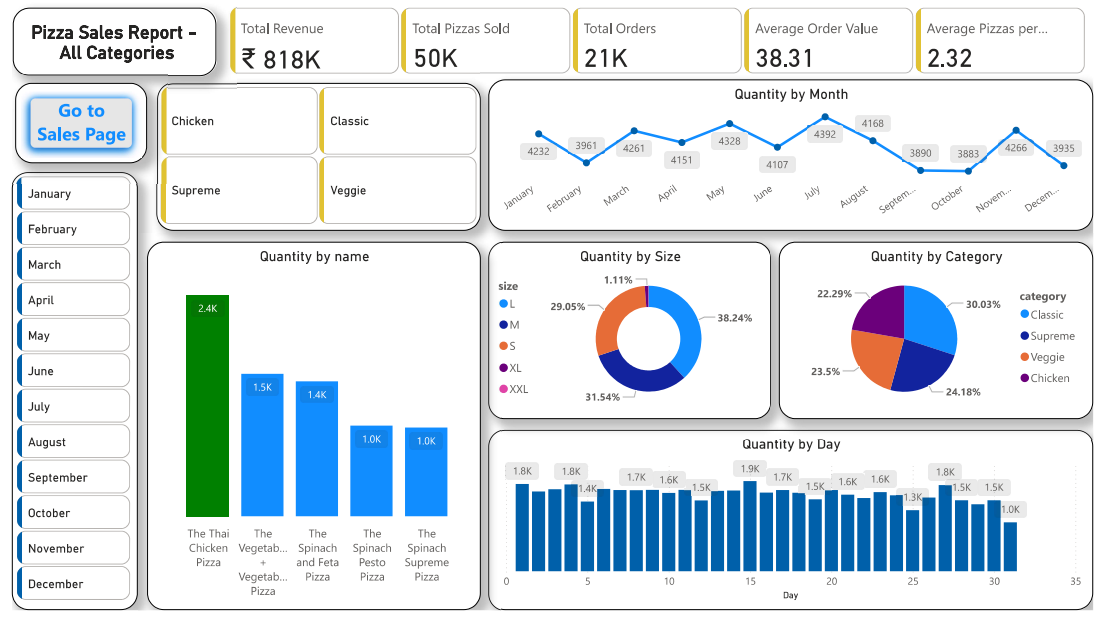 Pizza Sales Report –
All Categories
Total Revenue
₹ 818K
Total Pizzas Sold
50K
Total Orders
21K
Average Order Value
38.31
Average Pizzas per...
2.32
Go to
Sales Page
Chicken
Classic
Supreme
Veggie
Quantity by Month
4232
3961
4261
4151
4328
4107
4392
4168
3890
3883
4266
3935
January
February
March
April
May
June
July
August
Septem...
October
Novem...
Decem...
January
February
March
April
May
June
July
August
September
October
November
December
Quantity by name
2.4K
1.5K
1.4K
1.0K
1.0K
The Thai
Chicken
Pizza
The
Vegetab...
+
Vegetab...
Pizza
The
Spinach
and Feta
Pizza
The
Spinach
Pesto
Pizza
The
Spinach
Supreme
Pizza
Quantity by Size
size
L
M
S
XL
XXL
1.11%
29.05%
38.24%
31.54%
Quantity by Category
22.29%
30.03%
23.5%
24.18%
category
Classic
Supreme
Veggie
Chicken
Quantity by Day
1.8K
1.8K
1.4K
1.7K
1.6K
1.5K
1.9K
1.7K
1.5K
1.6K
1.6K
1.3K
1.8K
1.5K
1.5K
1.0K
0
5
10
15
20
25
30
35
Day